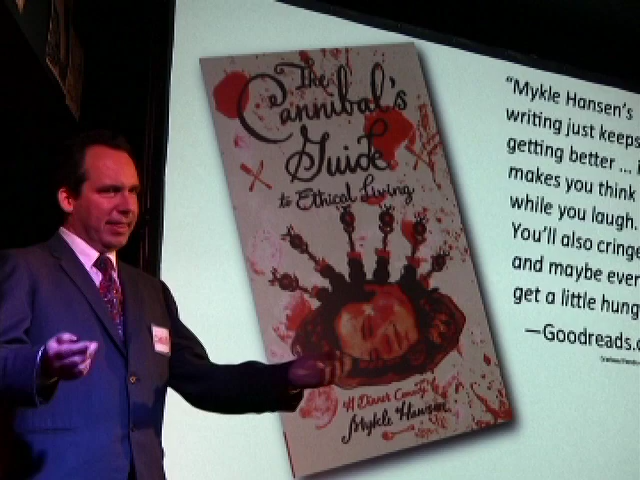 The
Cannibal's
Guide
to Ethical Living
A Dinner Comedy
Mykle Hansen
"Mykle Hansen's
writing just keeps
getting better ...
makes you think
while you laugh.
You'll also cringe
and maybe even
get a little hung
—Goodreads.c